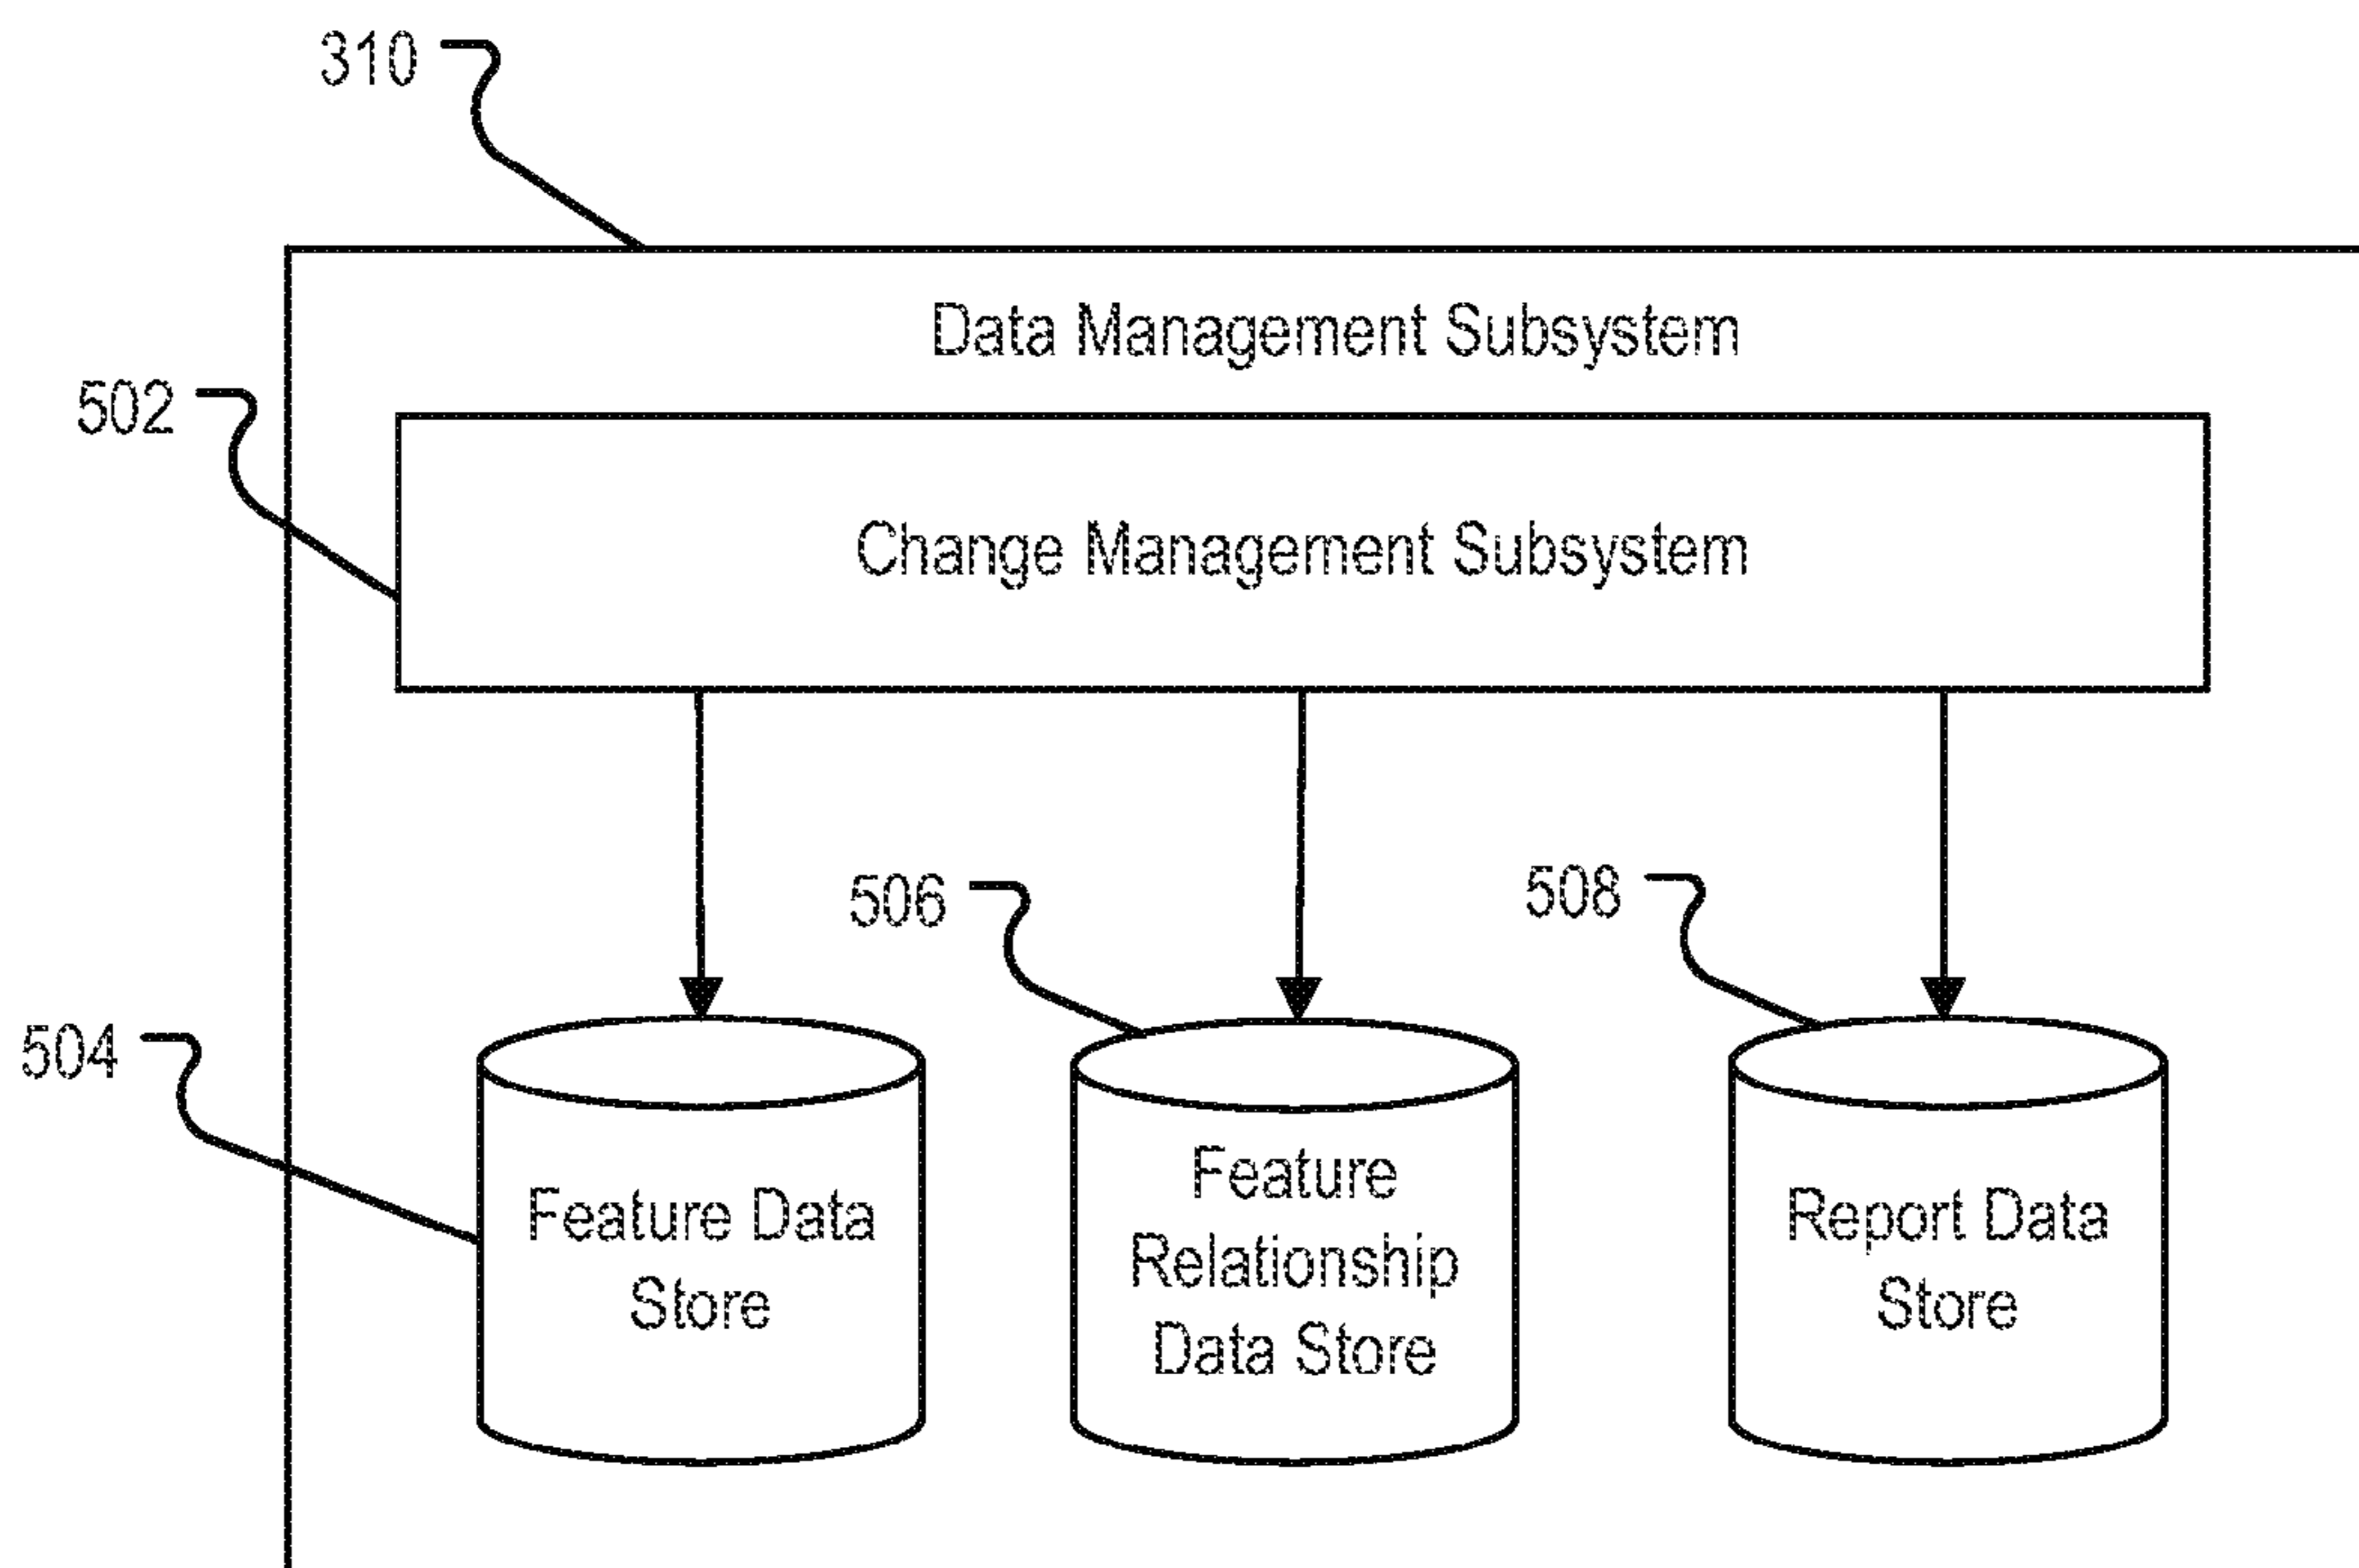 310
Data Management Subsystem
502
Change Management Subsystem
506
508
504
Feature Data
Store
Feature
Relationship
Data Store
Report Data
Store